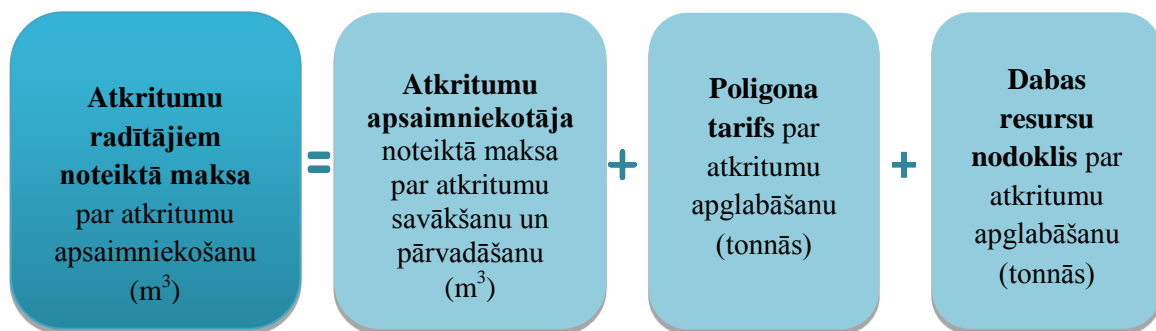 Atkritumu
radītājiem
noteiktā maksa
par atkritumu
apsaimniekošanu
(m³)
=
Atkritumu
apsaimniekotāja
noteiktā maksa
par atkritumu
savākšanu un
pārvadāšanu
(m³)
+
Poligona
tarifs par
atkritumu
apglabāšanu
(tonnās)
+
Dabas
resursu
nodoklis par
atkritumu
apglabāšanu
(tonnās)